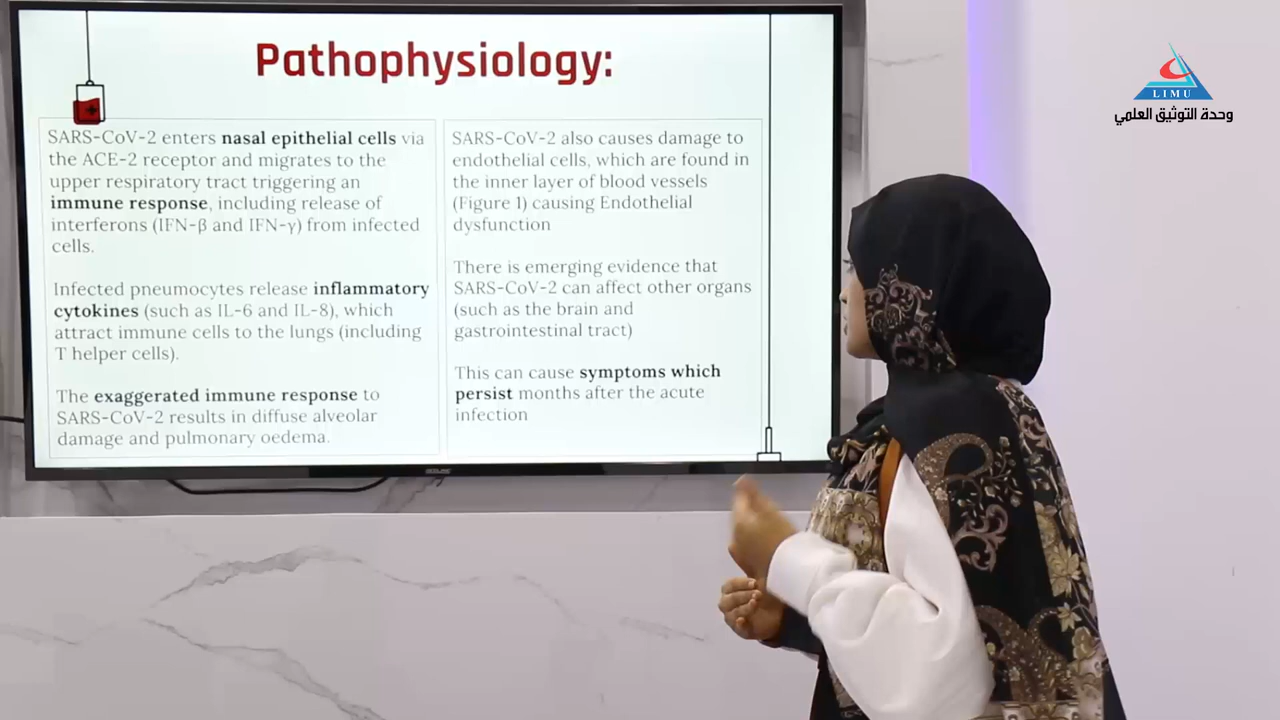 Pathophysiology:
SARS-CoV-2 enters nasal epithelial cells via
the ACE-2 receptor and migrates to the
upper respiratory tract triggering an
immune response, including release of
interferons (IFN-β and IFN-γ) from infected
cells.
Infected pneumocytes release inflammatory
cytokines (such as IL-6 and IL-8), which
attract immune cells to the lungs (including
T helper cells).
The exaggerated immune response to
SARS-CoV-2 results in diffuse alveolar
damage and pulmonary oedema.
SARS-CoV-2 also causes damage to
endothelial cells, which are found in
the inner layer of blood vessels
(Figure 1) causing Endothelial
dysfunction
There is emerging evidence that
SARS-CoV-2 can affect other organs
(such as the brain and
gastrointestinal tract)
This can cause symptoms which
persist months after the acute
infection
LIMU
وحدة التوثيق العلمي